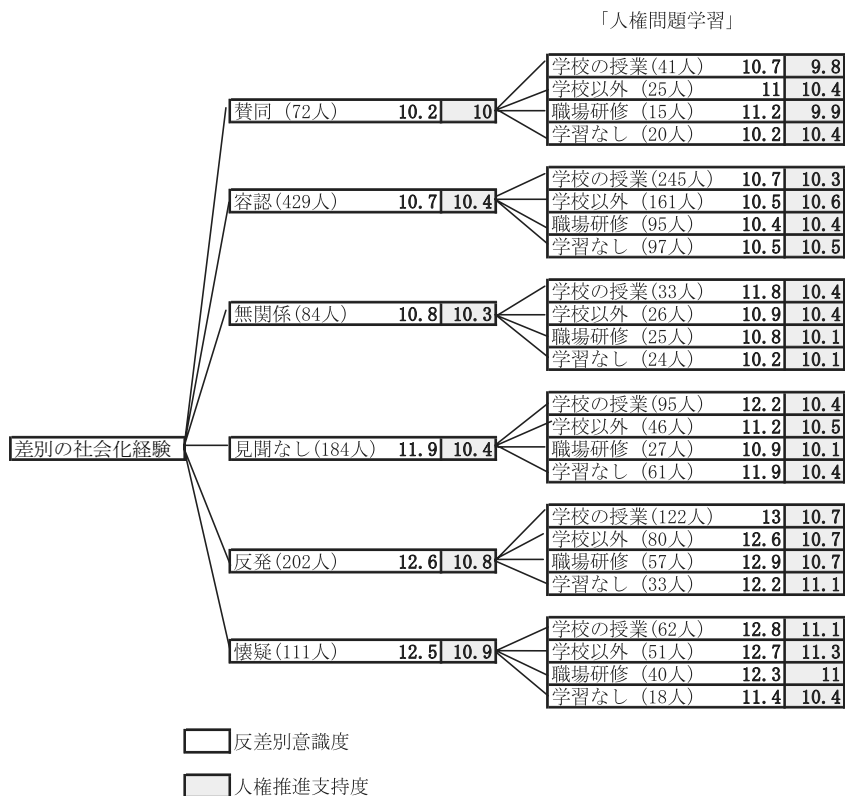 「人権問題学習」
学校の授業(41人) 10.7 9.8
学校以外 (25人) 11 10.4
賛同 (72人) 10.2 10
職場研修 (15人) 11.2 9.9
学習なし (20人) 10.2 10.4
学校の授業(245人) 10.7 10.3
容認(429人) 10.7 10.4
学校以外 (161人) 10.5 10.6
職場研修 (95人) 10.4 10.4
学習なし (97人) 10.5 10.5
学校の授業(33人) 11.8 10.4
無関係(84人) 10.8 10.3
学校以外 (26人) 10.9 10.4
職場研修 (25人) 10.8 10.1
学習なし (24人) 10.2 10.1
学校の授業(95人) 12.2 10.4
学校以外 (46人) 11.2 10.5
差別の社会化経験
見聞なし(184人) 11.9 10.4
職場研修 (27人) 10.9 10.1
学習なし (61人) 11.9 10.4
学校の授業(122人) 13 10.7
学校以外 (80人) 12.6 10.7
反発(202人) 12.6 10.8
職場研修 (57人) 12.9 10.7
学習なし (33人) 12.2 11.1
学校の授業(62人) 12.8 11.1
懐疑(111人) 12.5 10.9
学校以外 (51人) 12.7 11.3
職場研修 (40人) 12.3 11
学習なし (18人) 11.4 10.4
反差別意識度
人権推進支持度